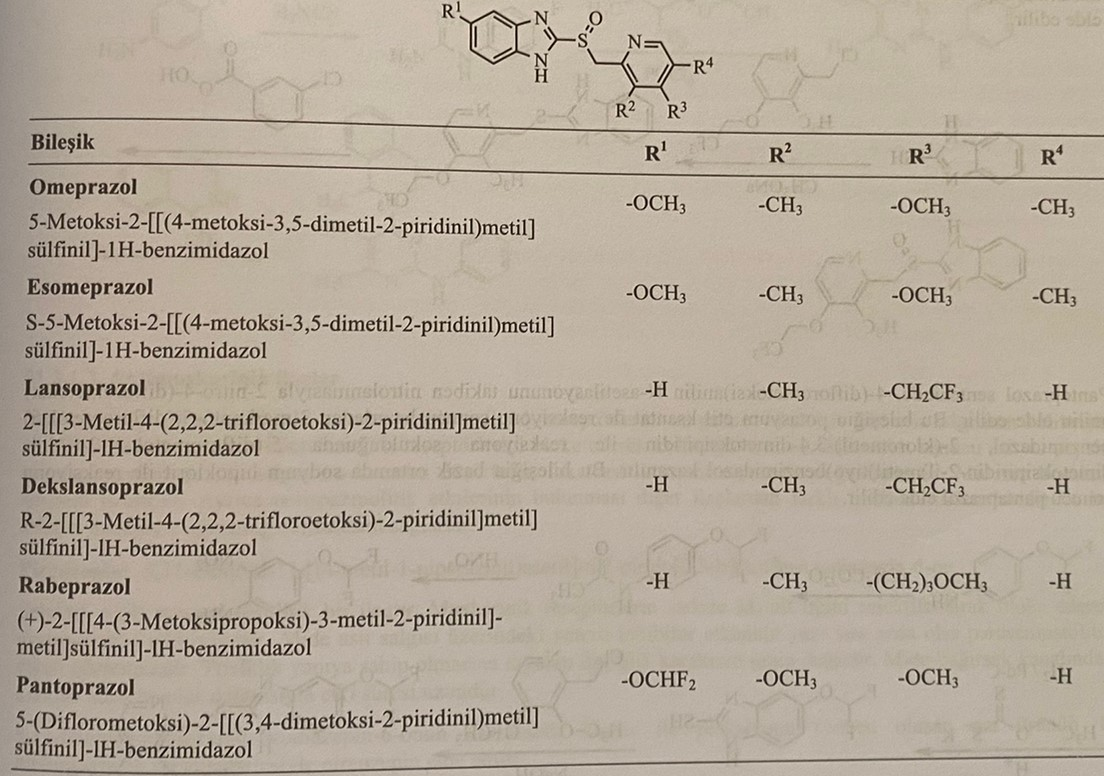 R¹
N
O
S
N
H
N
R⁴
R²
R³
Bileşik
R¹
R²
R³
R⁴
Omeprazol
-OCH₃
-CH₃
-OCH₃
-CH₃
5-Metoksi-2-[[(4-metoksi-3,5-dimetil-2-piridinil)metil]
sülfinil]-1H-benzimidazol
Esomeprazol
-OCH₃
-CH₃
-OCH₃
-CH₃
S-5-Metoksi-2-[[(4-metoksi-3,5-dimetil-2-piridinil)metil]
sülfinil]-1H-benzimidazol
Lansoprazol
-H
-CH₃
-CH₂CF₃
-H
2-[[[3-Metil-4-(2,2,2-trifloroetoksi)-2-piridinil]metil]
sülfinil]-lH-benzimidazol
Dekslansoprazol
-H
-CH₃
-CH₂CF₃
-H
R-2-[[[3-Metil-4-(2,2,2-trifloroetoksi)-2-piridinil]metil]
sülfinil]-lH-benzimidazol
Rabeprazol
-H
-CH₃
-(CH₂)₃OCH₃
-H
(+)-2-[[[4-(3-Metoksipropoksi)-3-metil-2-piridinil]-
metil]sülfinil]-lH-benzimidazol
Pantoprazol
-OCHF₂
-OCH₃
-OCH₃
-H
5-(Diflorometoksi)-2-[[(3,4-dimetoksi-2-piridinil)metil]
sülfinil]-lH-benzimidazol